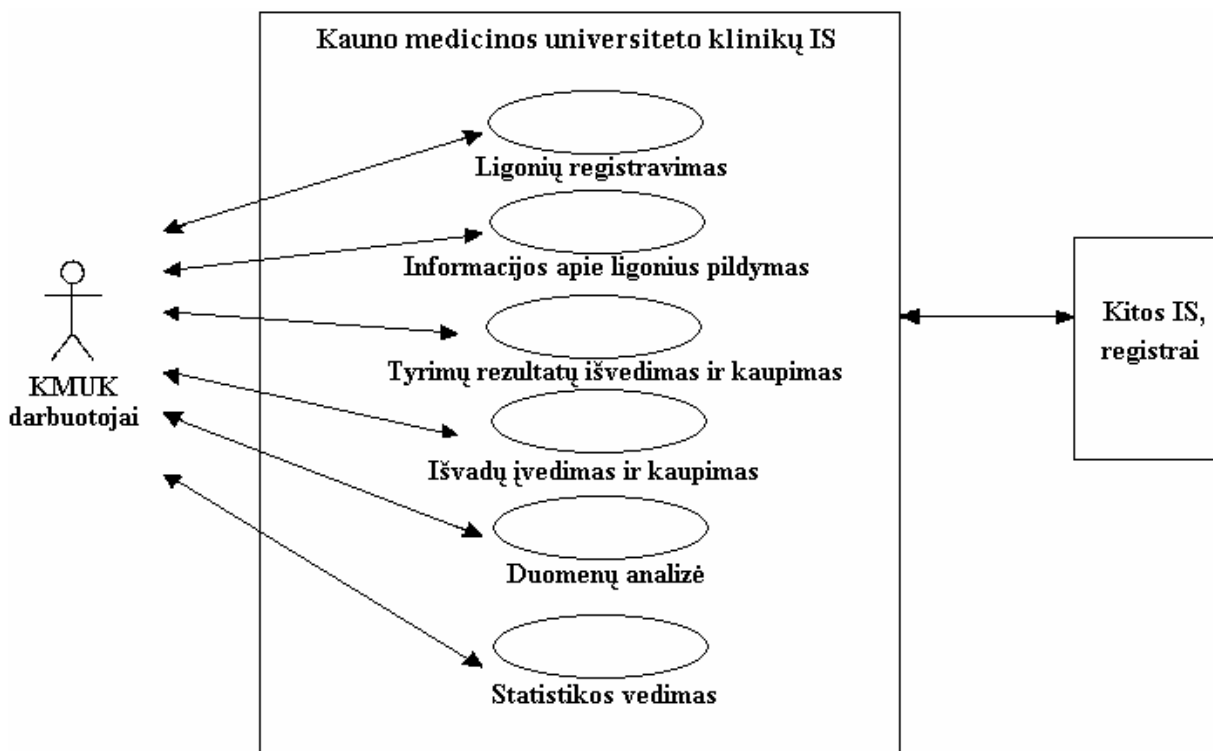 Kauno medicinos universiteto klinikų IS
Ligonių registravimas
Informacijos apie ligonius pildymas
Tyrimų rezultatų išvedimas ir kaupimas
Išvadų įvedimas ir kaupimas
Duomenų analizė
Statistikos vedimas
KMUK
darbuotojai
Kitos IS,
registrai